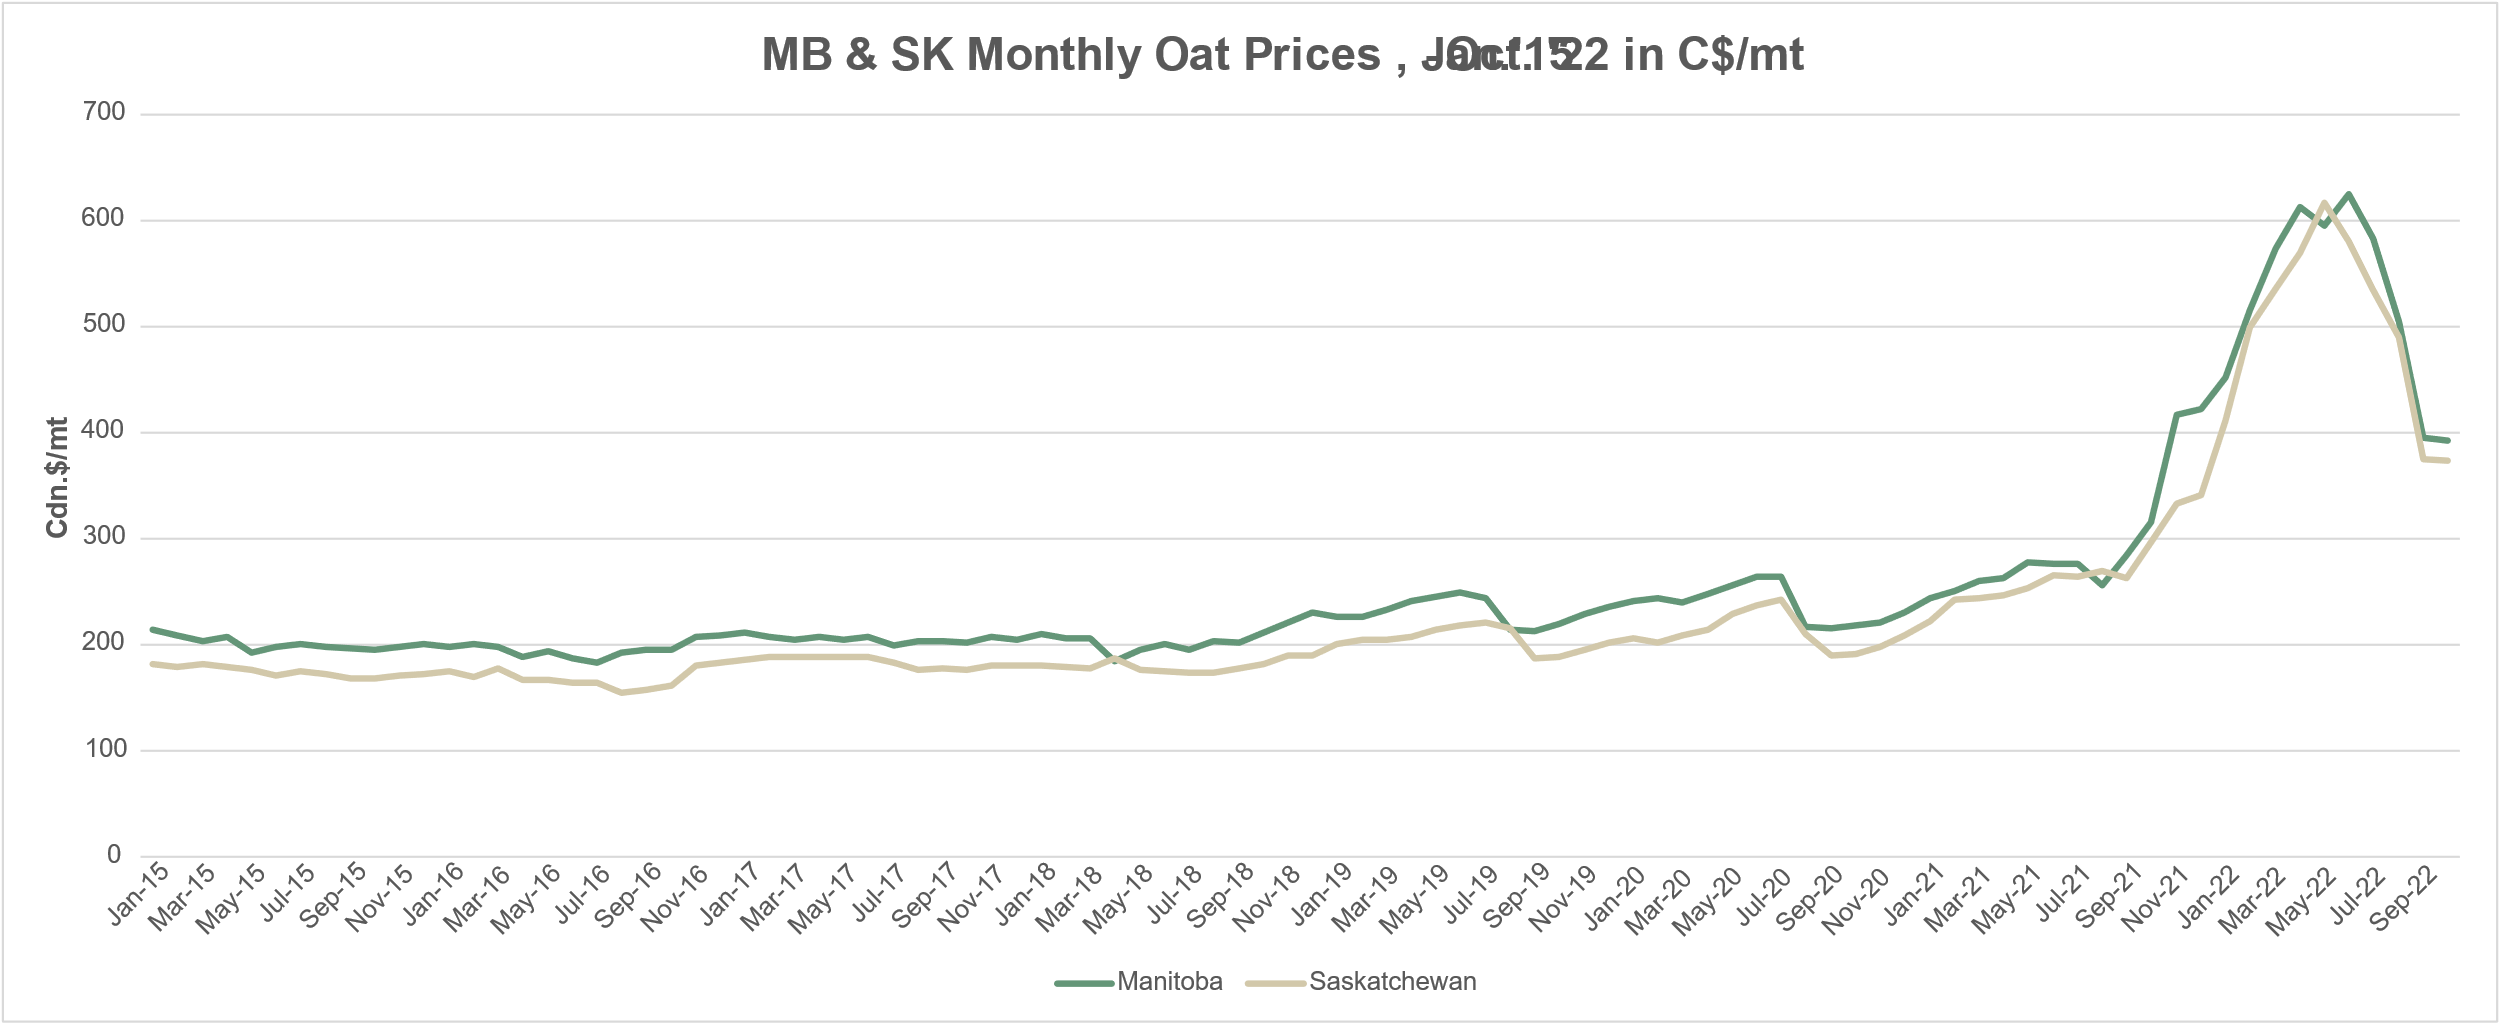 MB & SK Monthly Oat Prices , Jan. 15 - Oct. 22 in C$/mt
Cdn.$/mt
700
600
500
400
300
200
100
0
Jan-15
Mar-15
May-15
Jul-15
Sep-15
Nov-15
Jan-16
Mar-16
May-16
Jul-16
Sep-16
Nov-16
Jan-17
Mar-17
May-17
Jul-17
Sep-17
Nov-17
Jan-18
Mar-18
May-18
Jul-18
Sep-18
Nov-18
Jan-19
Mar-19
May-19
Jul-19
Sep-19
Nov-19
Jan-20
Mar-20
May-20
Jul-20
Sep-20
Nov-20
Jan-21
Mar-21
May-21
Jul-21
Sep-21
Nov-21
Jan-22
Mar-22
May-22
Jul-22
Sep-22
Manitoba
Saskatchewan